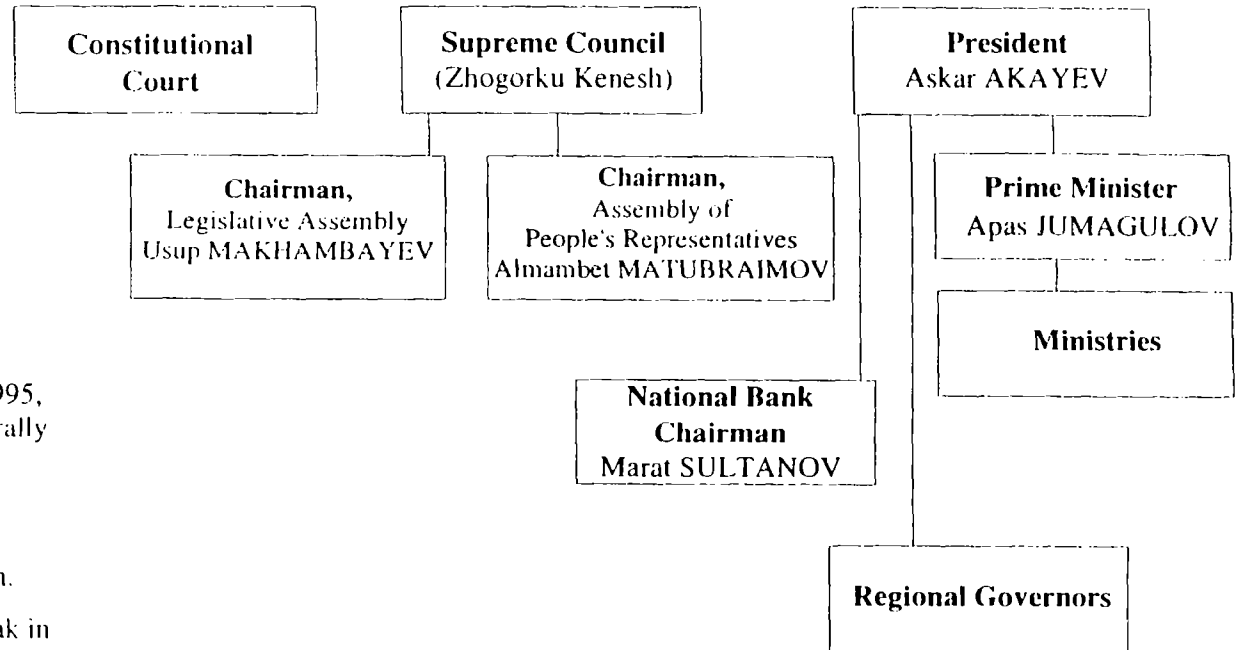 Constitutional
Court
Supreme Council
(Zhogorku Kenesh)
President
Askar AKAYEV
Chairman,
Legislative Assembly
Usup MAKHAMBAYEV
Chairman,
Assembly of
People's Representatives
Almambet MATUBRAIMOV
Prime Minister
Apas JUMAGULOV
Ministries
National Bank
Chairman
Marat SULTANOV
Regional Governors